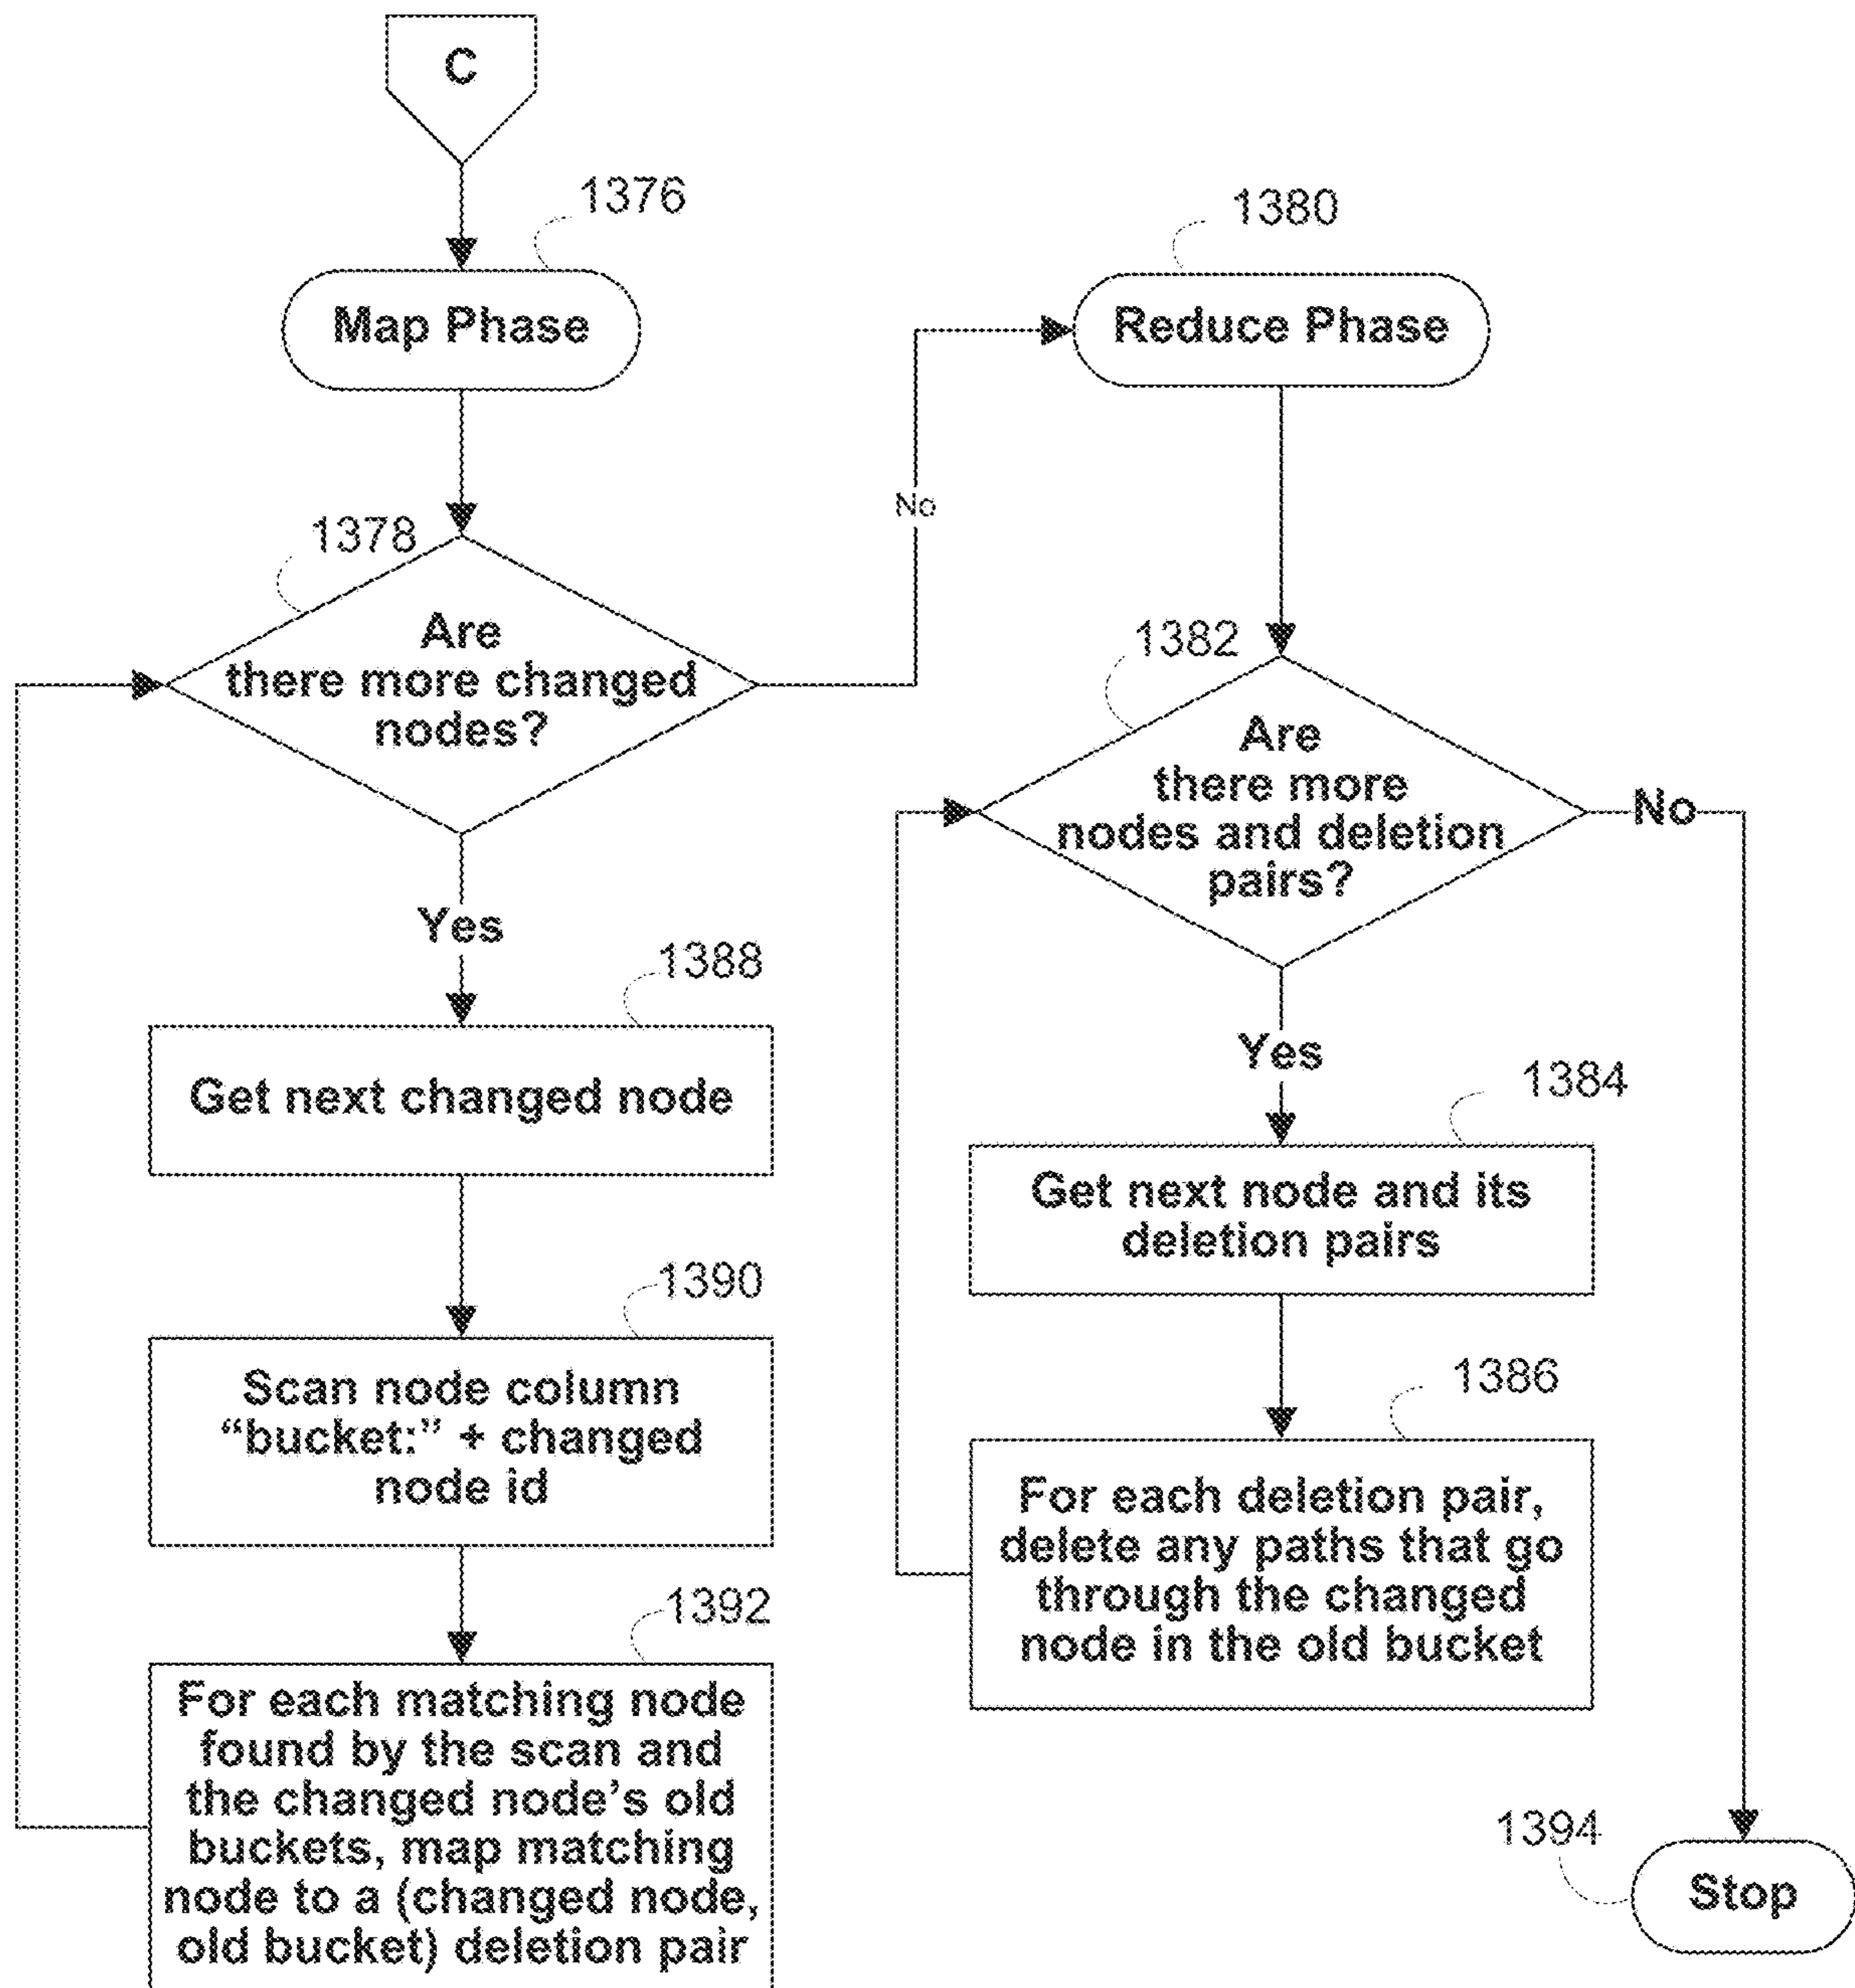 C
1376
Map Phase
1378
Are
there more changed
nodes?
Yes
1388
Get next changed node
1390
Scan node column
“bucket:” + changed
node id
1392
For each matching node
found by the scan and
the changed node’s old
buckets, map matching
node to a (changed node,
old bucket) deletion pair
No
1380
Reduce Phase
1382
Are
there more
nodes and deletion
pairs?
No
Yes
1384
Get next node and its
deletion pairs
1386
For each deletion pair,
delete any paths that go
through the changed
node in the old bucket
1394
Stop